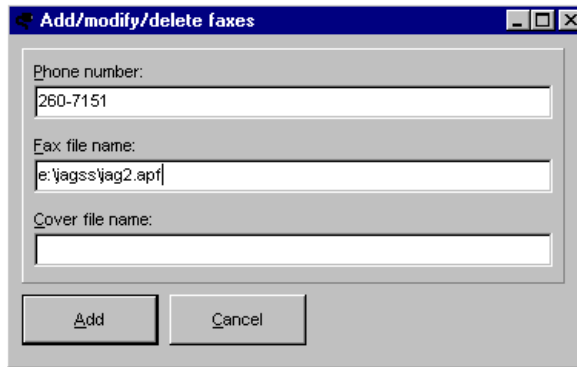 Add/modify/delete faxes
Phone number:
260-7151
Fax file name:
e:\jagss\jag2.apf
Cover file name:
Add Cancel